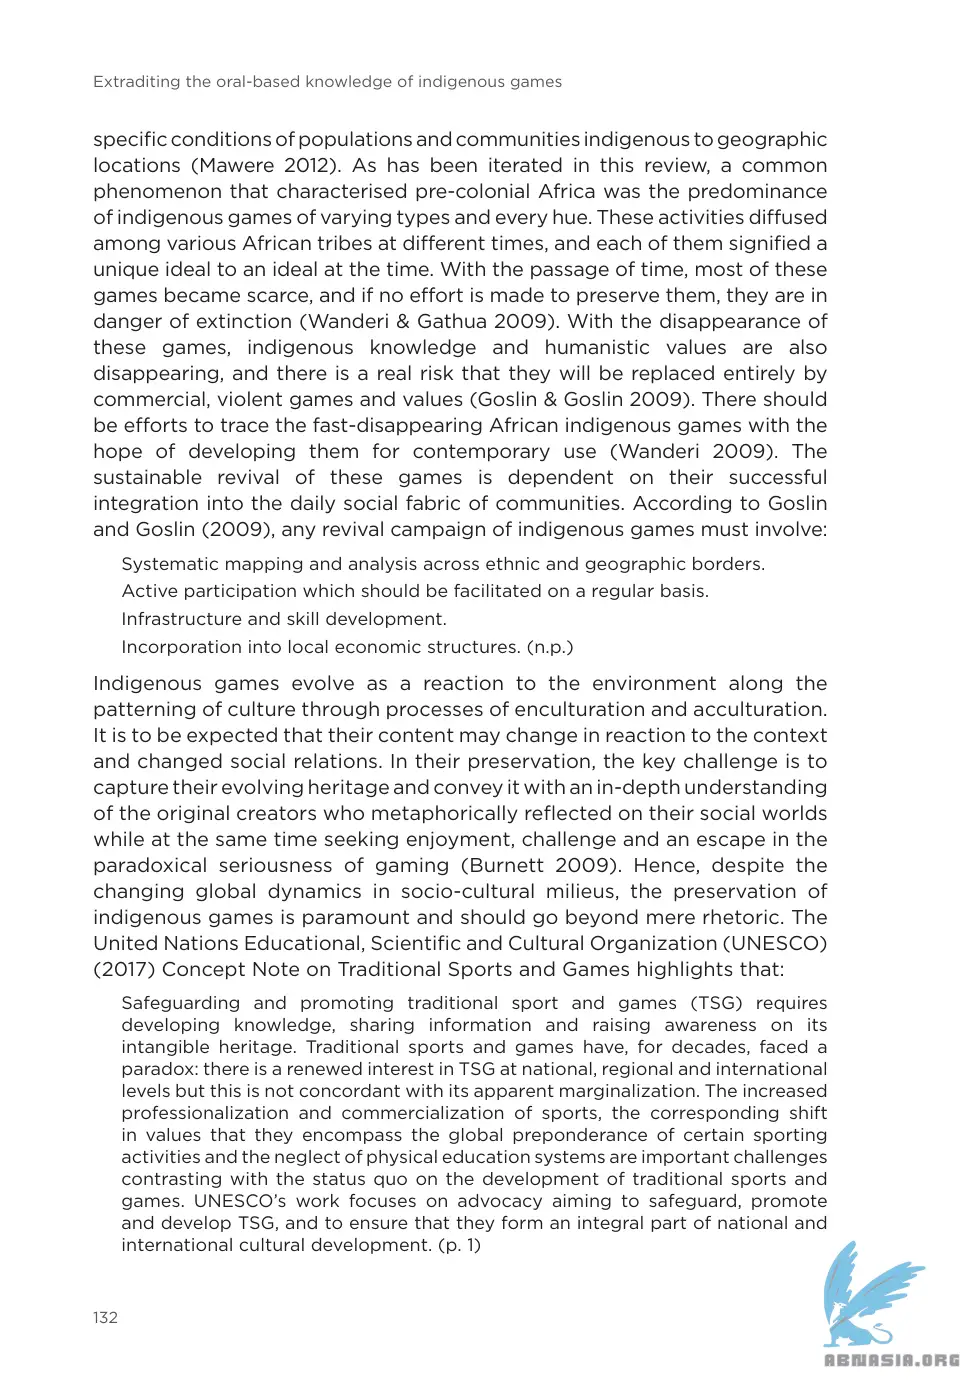 Extraditing the oral-based knowledge of indigenous games
specific conditions of populations and communities indigenous to geographic
locations (Mawere 2012). As has been iterated in this review, a common
phenomenon that characterised pre-colonial Africa was the predominance
of indigenous games of varying types and every hue. These activities diffused
among various African tribes at different times, and each of them signified a
unique ideal to an ideal at the time. With the passage of time, most of these
games became scarce, and if no effort is made to preserve them, they are in
danger of extinction (Wanderi & Gathua 2009). With the disappearance of
these games, indigenous knowledge and humanistic values are also
disappearing, and there is a real risk that they will be replaced entirely by
commercial, violent games and values (Goslin & Goslin 2009). There should
be efforts to trace the fast-disappearing African indigenous games with the
hope of developing them for contemporary use (Wanderi 2009). The
sustainable revival of these games is dependent on their successful
integration into the daily social fabric of communities. According to Goslin
and Goslin (2009), any revival campaign of indigenous games must involve:
Systematic mapping and analysis across ethnic and geographic borders.
Active participation which should be facilitated on a regular basis.
Infrastructure and skill development.
Incorporation into local economic structures. (n.p.)
Indigenous games evolve as a reaction to the environment along the
patterning of culture through processes of enculturation and acculturation.
It is to be expected that their content may change in reaction to the context
and changed social relations. In their preservation, the key challenge is to
capture their evolving heritage and convey it with an in-depth understanding
of the original creators who metaphorically reflected on their social worlds
while at the same time seeking enjoyment, challenge and an escape in the
paradoxical seriousness of gaming (Burnett 2009). Hence, despite the
changing global dynamics in socio-cultural milieus, the preservation of
indigenous games is paramount and should go beyond mere rhetoric. The
United Nations Educational, Scientific and Cultural Organization (UNESCO)
(2017) Concept Note on Traditional Sports and Games highlights that:
Safeguarding and promoting traditional sport and games (TSG) requires
developing knowledge, sharing information and raising awareness on its
intangible heritage. Traditional sports and games have, for decades, faced a
paradox: there is a renewed interest in TSG at national, regional and international
levels but this is not concordant with its apparent marginalization. The increased
professionalization and commercialization of sports, the corresponding shift
in values that they encompass the global preponderance of certain sporting
activities and the neglect of physical education systems are important challenges
contrasting with the status quo on the development of traditional sports and
games. UNESCO's work focuses on advocacy aiming to safeguard, promote
and develop TSG, and to ensure that they form an integral part of national and
international cultural development. (p. 1)
132
ABNASIA.ORG